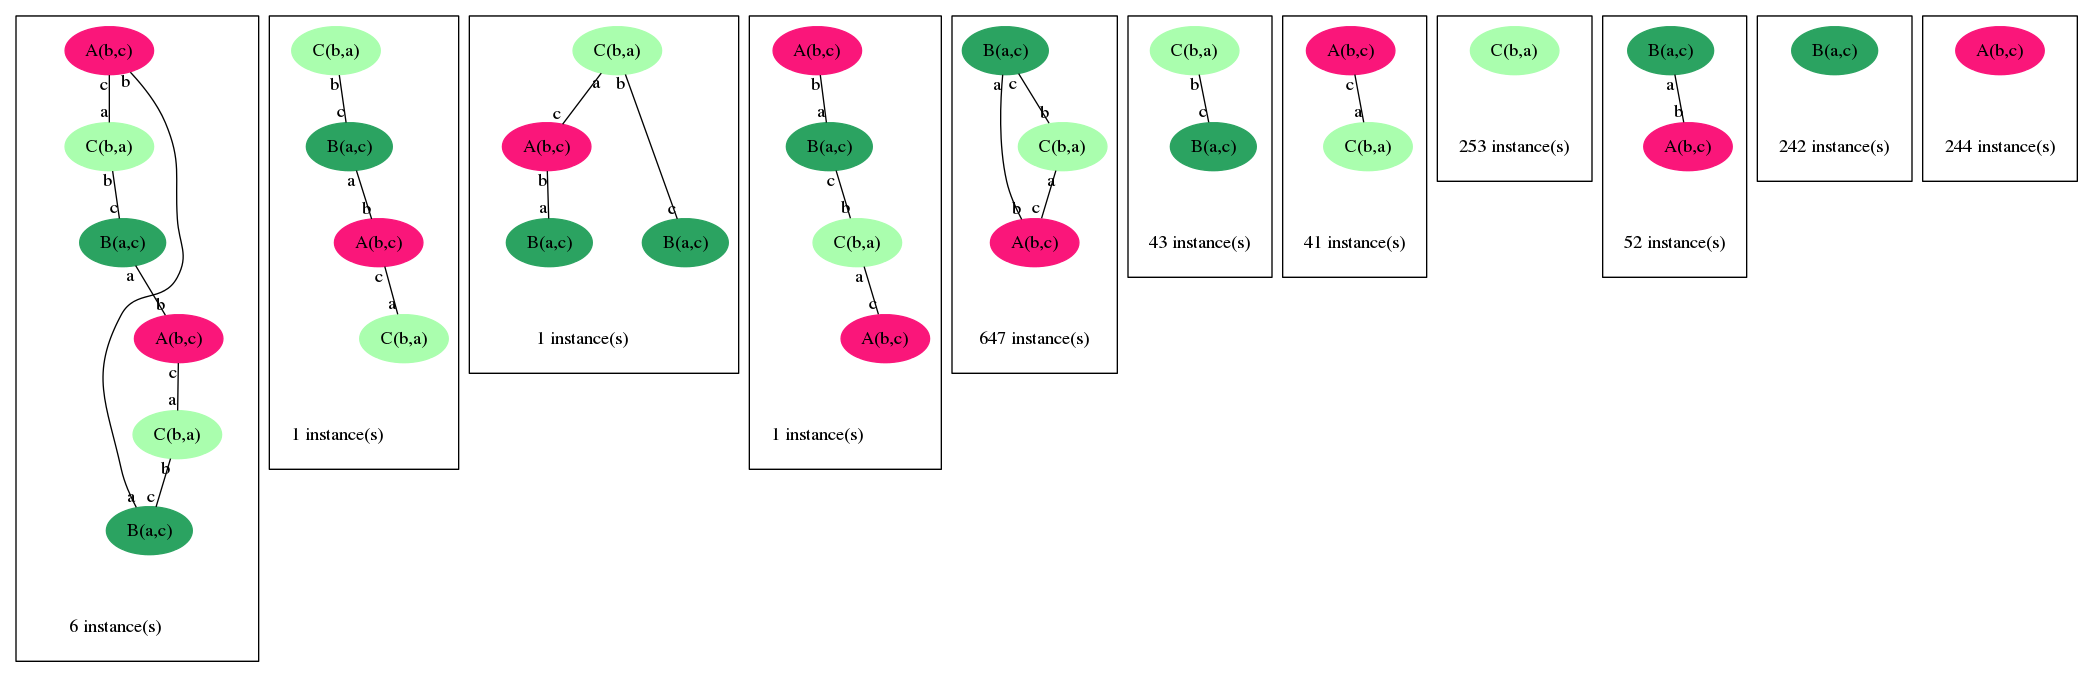 A(b,c)
c b
a
C(b,a)
b
c
B(a,c)
a
b
A(b,c)
c
a
C(b,a)
b
a c
B(a,c)
6 instance(s)
C(b,a)
b
c
B(a,c)
a
b
A(b,c)
c
a
C(b,a)
1 instance(s)
C(b,a)
a b
c
A(b,c)
b
a c
B(a,c) B(a,c)
1 instance(s)
A(b,c)
b
a
B(a,c)
c
b
C(b,a)
a
c
A(b,c)
1 instance(s)
B(a,c)
a c
b
C(b,a)
a
b c
A(b,c)
647 instance(s)
C(b,a)
b
c
B(a,c)
43 instance(s)
A(b,c)
c
a
C(b,a)
41 instance(s)
C(b,a)
253 instance(s)
B(a,c)
a
b
A(b,c)
52 instance(s)
B(a,c)
242 instance(s)
A(b,c)
244 instance(s)